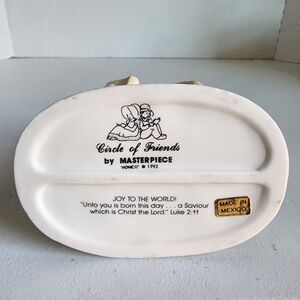 Circle of Friends
by MASTERPIECE
"HOMCO" © 1992
JOY TO THE WORLD!
"Unto you is born this day . . . a Saviour
which is Christ the Lord." Luke 2:11
MADE IN
MEXICO